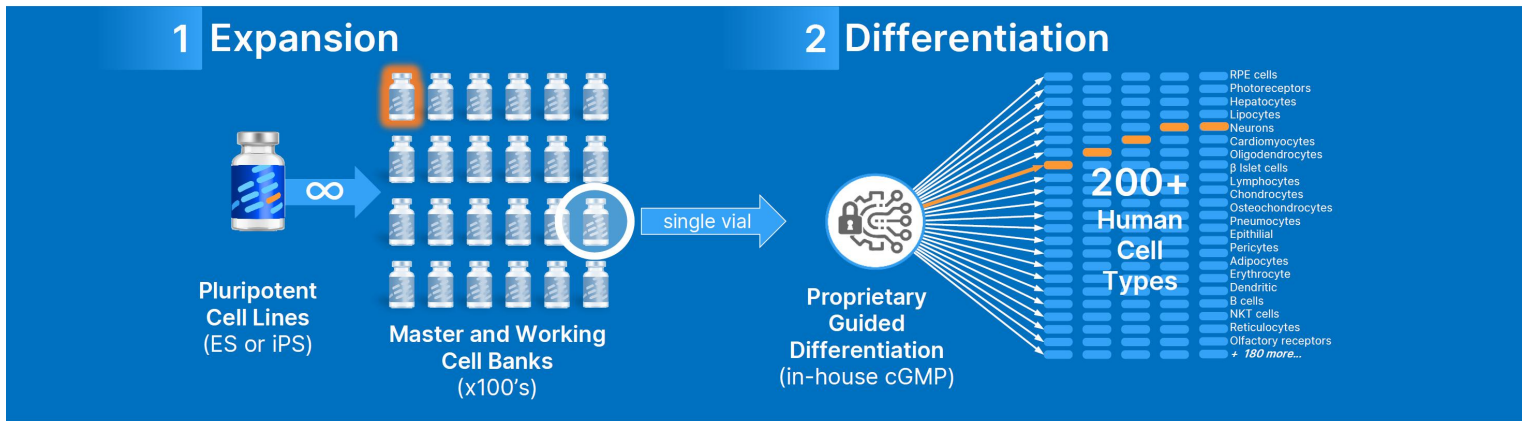 1 Expansion
∞
Pluripotent
Cell Lines
(ES or iPS)
Master and Working
Cell Banks
(x100's)
single vial
2 Differentiation
Proprietary
Guided
Differentiation
(in-house cGMP)
200+
Human
Cell
Types
RPE cells
Photoreceptors
Hepatocytes
Lipocytes
Neurons
Cardiomyocytes
Oligodendrocytes
β Islet cells
Lymphocytes
Chondrocytes
Osteochondrocytes
Pneumocytes
Epithilial
Pericytes
Adipocytes
Erythrocyte
Dendritic
B cells
NKT cells
Reticulocytes
Olfactory receptors
+ 180 more...